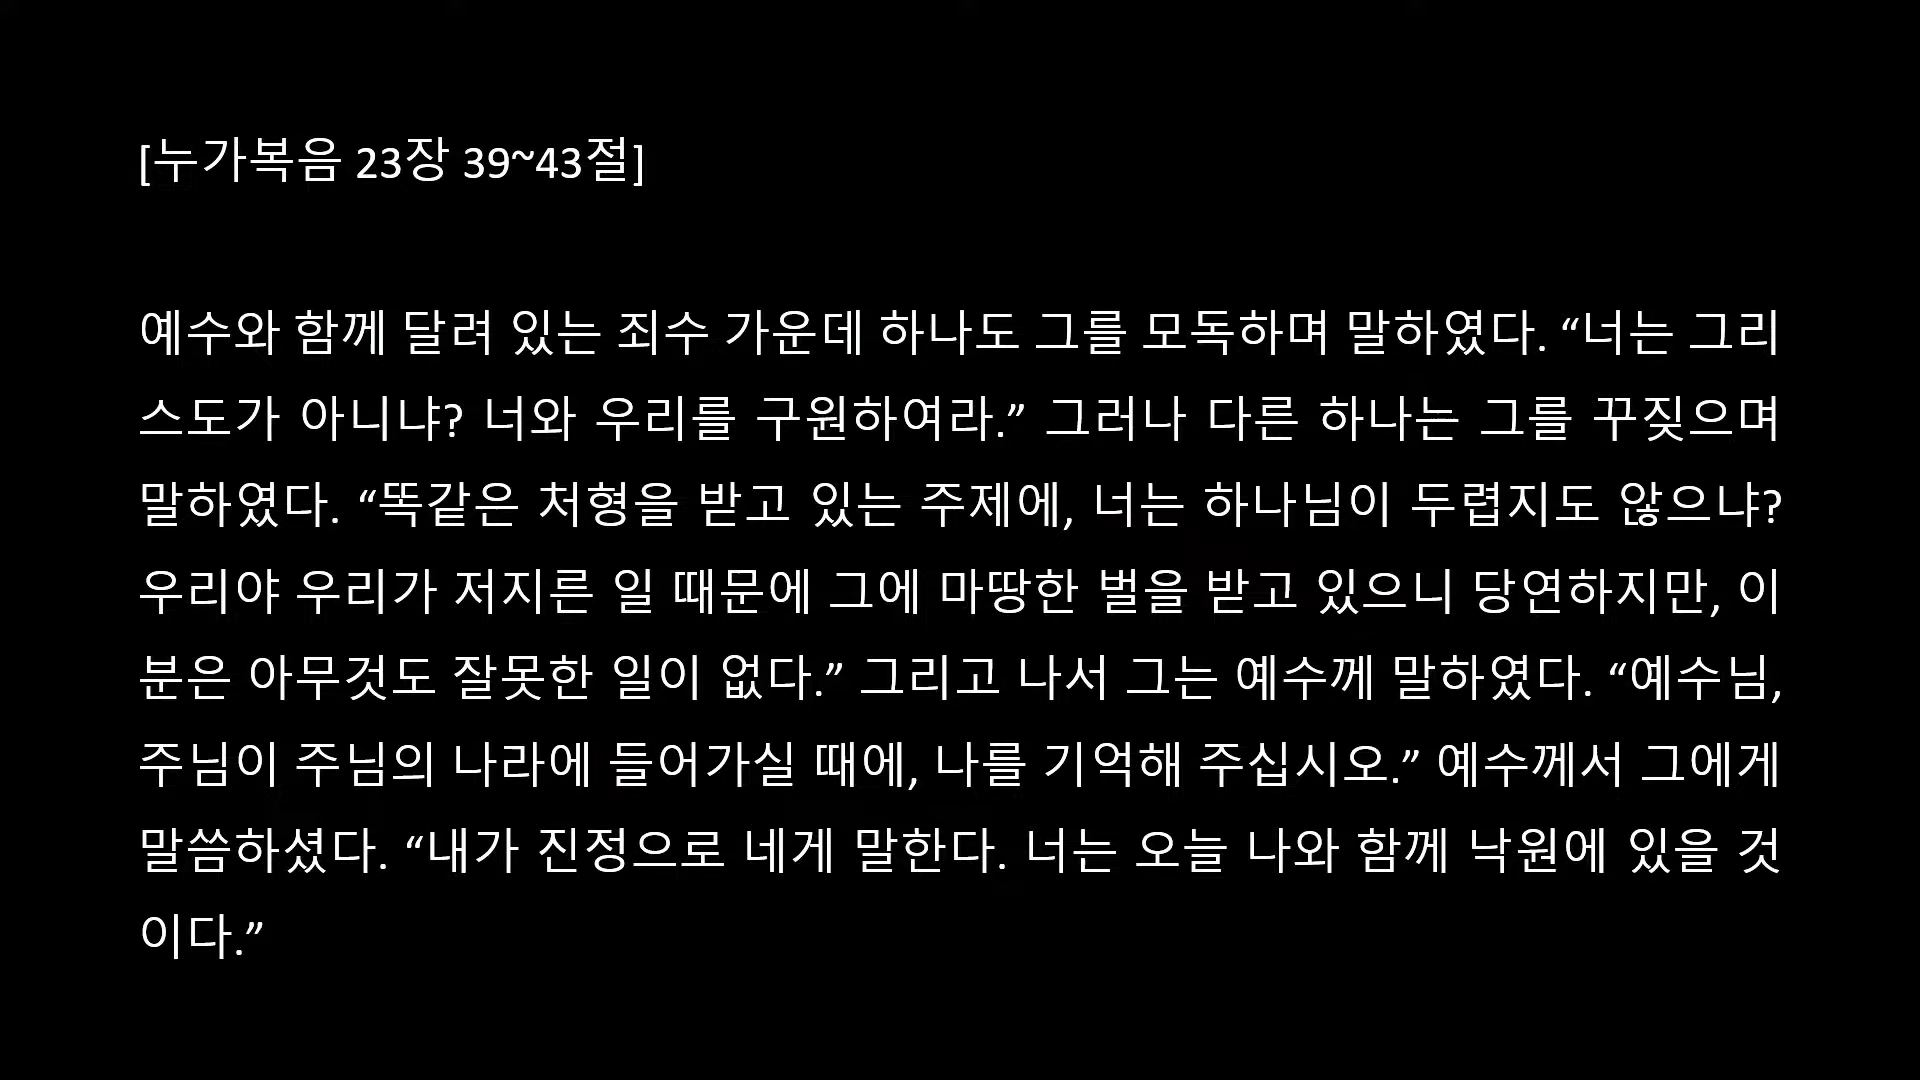 [누가복음 23장 39~43절]
예수와 함께 달려 있는 죄수 가운데 하나도 그를 모독하며 말하였다. “너는 그리
스도가 아니냐? 너와 우리를 구원하여라.” 그러나 다른 하나는 그를 꾸짖으며
말하였다. “똑같은 처형을 받고 있는 주제에, 너는 하나님이 두렵지도 않으냐?
우리야 우리가 저지른 일 때문에 그에 마땅한 벌을 받고 있으니 당연하지만, 이
분은 아무것도 잘못한 일이 없다.” 그리고 나서 그는 예수께 말하였다. “예수님,
주님이 주님의 나라에 들어가실 때에, 나를 기억해 주십시오.” 예수께서 그에게
말씀하셨다. “내가 진정으로 네게 말한다. 너는 오늘 나와 함께 낙원에 있을 것
이다.”